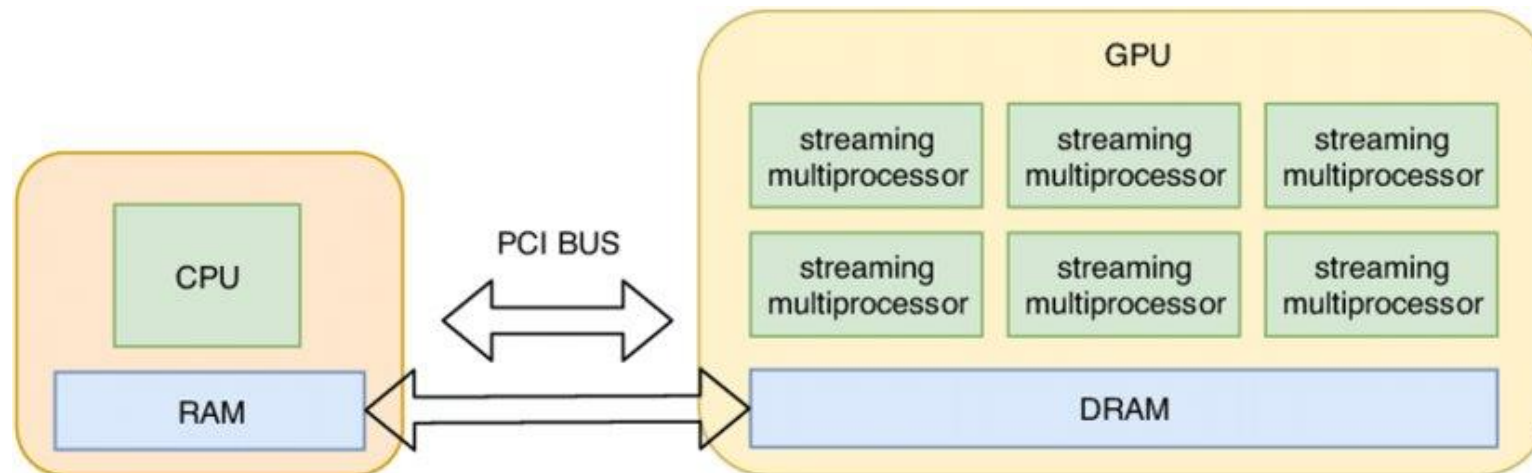 GPU
streaming
multiprocessor
streaming
multiprocessor
streaming
multiprocessor
CPU
PCI BUS
streaming
multiprocessor
streaming
multiprocessor
streaming
multiprocessor
RAM
DRAM